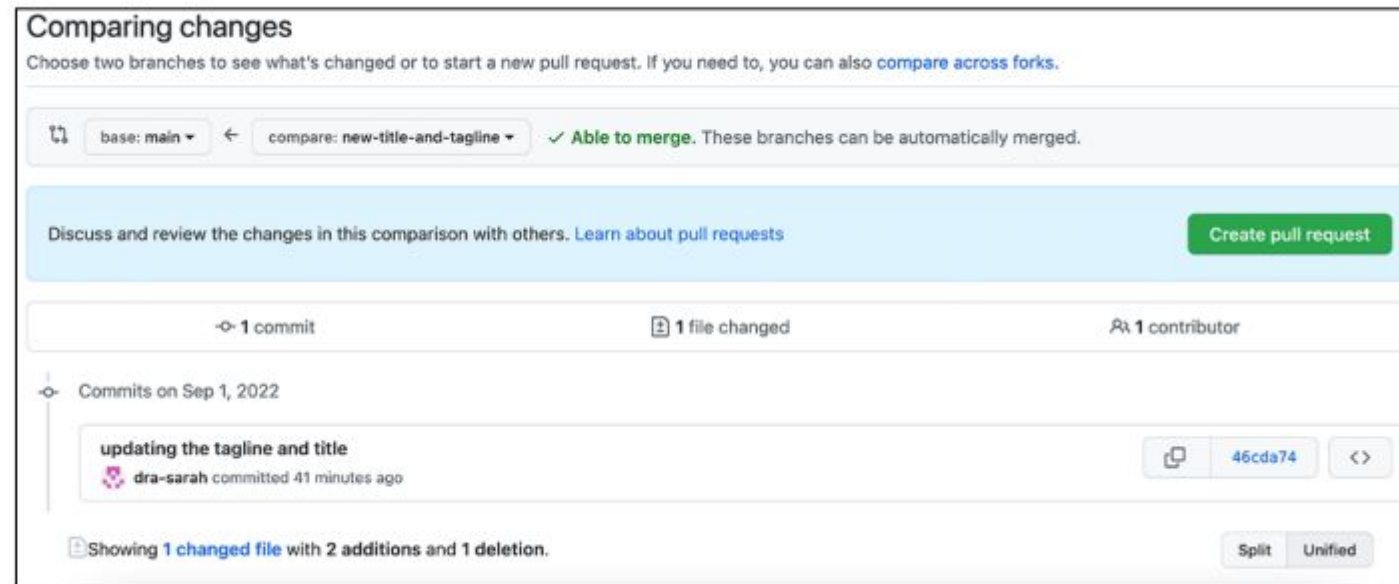 Comparing changes
Choose two branches to see what's changed or to start a new pull request. If you need to, you can also compare across forks.
base: main compare: new-title-and-tagline Able to merge. These branches can be automatically merged.
Discuss and review the changes in this comparison with others. Learn about pull requests Create pull request
1 commit 1 file changed 1 contributor
Commits on Sep 1, 2022
updating the tagline and title
46cda74
dra-sarah committed 41 minutes ago
Showing 1 changed file with 2 additions and 1 deletion. Split Unified